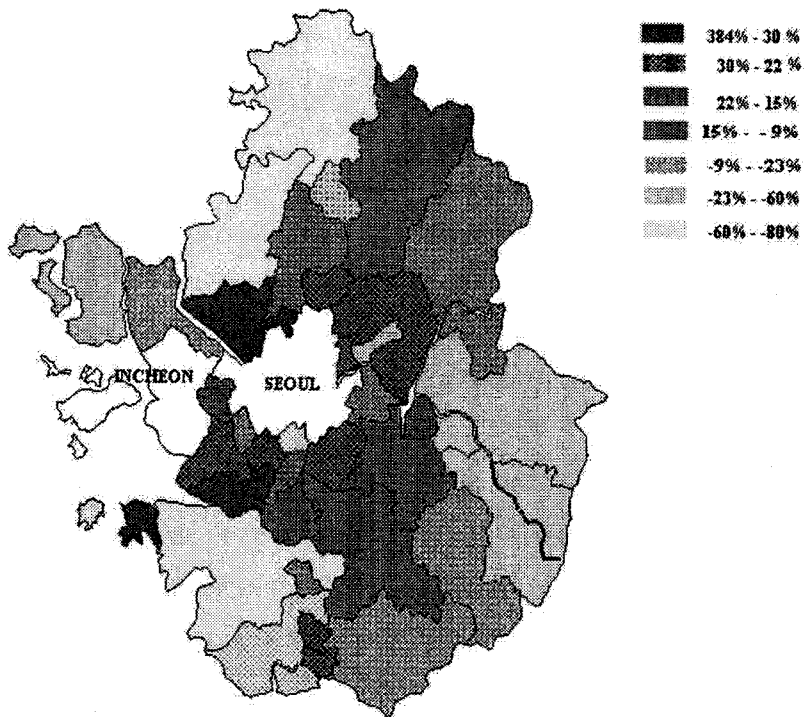 384% - 30 %
30% - 22 %
22% - 15%
15% - - 9%
-9% - -23%
-23% - -60%
-60% - -80%
INCHEON
SEOUL